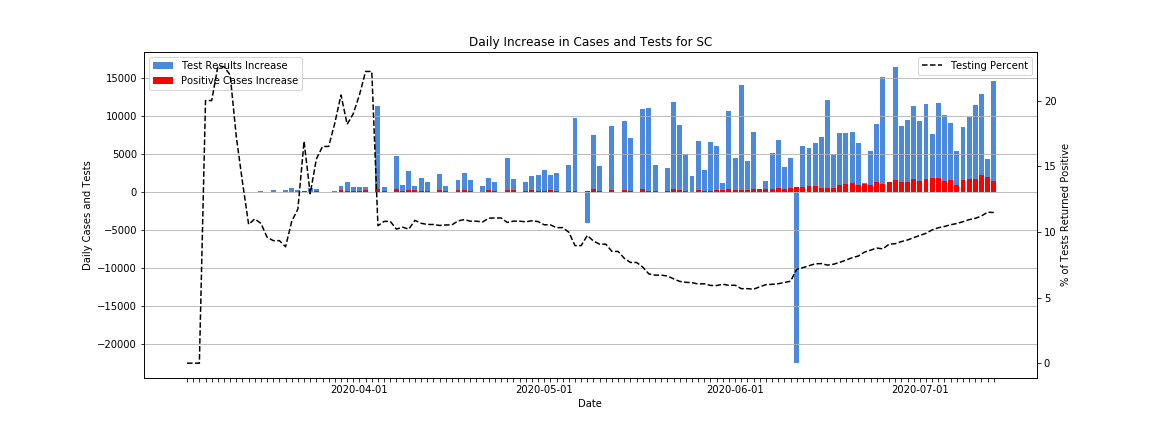 Daily Increase in Cases and Tests for SC
Test Results Increase
Positive Cases Increase
Testing Percent
15000
10000
5000
0
−5000
−10000
−15000
−20000
Daily Cases and Tests
20
15
10
5
0
% of Tests Returned Positive
2020-04-01
2020-05-01
2020-06-01
2020-07-01
Date